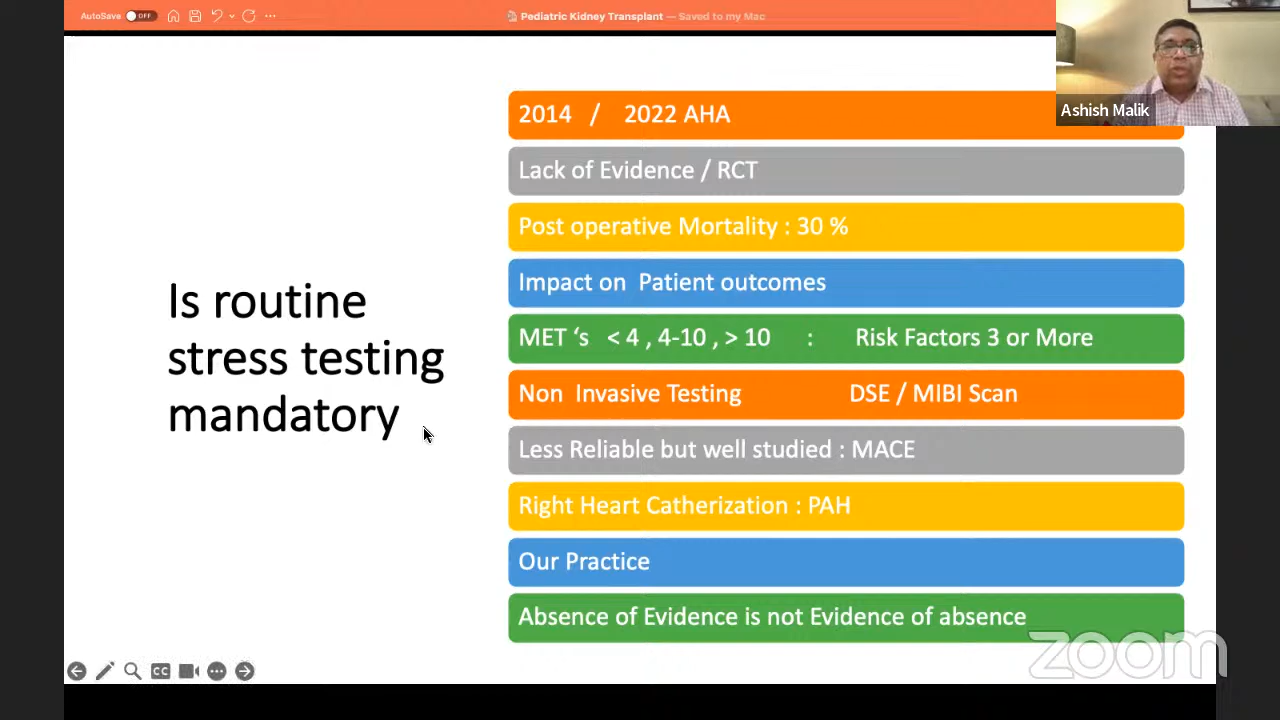 AutoSave OFF
Pediatric Kidney Transplant — Saved to my Mac
Ashish Malik
Is routine
stress testing
mandatory
2014 / 2022 AHA
Lack of Evidence / RCT
Post operative Mortality : 30 %
Impact on Patient outcomes
MET ‘s < 4 , 4-10 , > 10 : Risk Factors 3 or More
Non Invasive Testing DSE / MIBI Scan
Less Reliable but well studied : MACE
Right Heart Catherization : PAH
Our Practice
Absence of Evidence is not Evidence of absence
CC
zoom